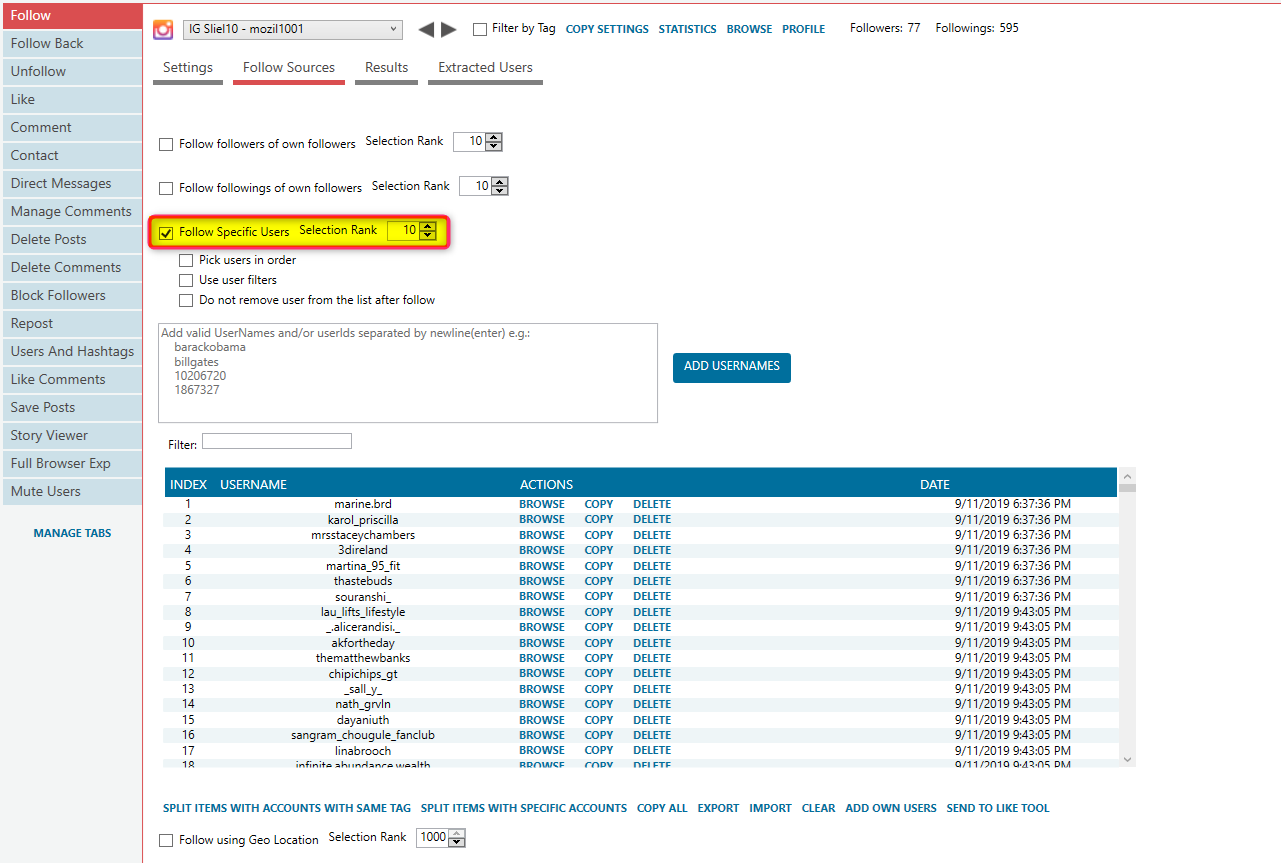 Follow
Follow Back
Unfollow
Like
Comment
Contact
Direct Messages
Manage Comments
Delete Posts
Delete Comments
Block Followers
Repost
Users And Hashtags
Like Comments
Save Posts
Story Viewer
Full Browser Exp
Mute Users
MANAGE TABS
IG Sliel10 - mozil1001 Filter by Tag COPY SETTINGS STATISTICS BROWSE PROFILE Followers: 77 Followings: 595
Settings Follow Sources Results Extracted Users
Follow followers of own followers Selection Rank 10
Follow followings of own followers Selection Rank 10
Follow Specific Users Selection Rank 10
Pick users in order
Use user filters
Do not remove user from the list after follow
Add valid UserNames and/or userIds separated by newline(enter) e.g.:
barackobama
billgates
10206720
1867327
ADD USERNAMES
Filter:
INDEX USERNAME ACTIONS DATE
1 marine.brd BROWSE COPY DELETE 9/11/2019 6:37:36 PM
2 karol_priscilla BROWSE COPY DELETE 9/11/2019 6:37:36 PM
3 mrsstaceychambers BROWSE COPY DELETE 9/11/2019 6:37:36 PM
4 3direland BROWSE COPY DELETE 9/11/2019 6:37:36 PM
5 martina_95_fit BROWSE COPY DELETE 9/11/2019 6:37:36 PM
6 thastebuds BROWSE COPY DELETE 9/11/2019 6:37:36 PM
7 souranshi_ BROWSE COPY DELETE 9/11/2019 6:37:36 PM
8 lau_lifts_lifestyle BROWSE COPY DELETE 9/11/2019 9:43:05 PM
9 _.alicerandisi._ BROWSE COPY DELETE 9/11/2019 9:43:05 PM
10 akfortheday BROWSE COPY DELETE 9/11/2019 9:43:05 PM
11 thematthewbanks BROWSE COPY DELETE 9/11/2019 9:43:05 PM
12 chipichips_gt BROWSE COPY DELETE 9/11/2019 9:43:05 PM
13 _sall_y_ BROWSE COPY DELETE 9/11/2019 9:43:05 PM
14 nath_grvln BROWSE COPY DELETE 9/11/2019 9:43:05 PM
15 dayaniuth BROWSE COPY DELETE 9/11/2019 9:43:05 PM
16 sangram_chougule_fanclub BROWSE COPY DELETE 9/11/2019 9:43:05 PM
17 linabrooch BROWSE COPY DELETE 9/11/2019 9:43:05 PM
18 infinite.abundance.wealth BROWSE COPY DELETE 9/11/2019 9:43:05 PM
SPLIT ITEMS WITH ACCOUNTS WITH SAME TAG SPLIT ITEMS WITH SPECIFIC ACCOUNTS COPY ALL EXPORT IMPORT CLEAR ADD OWN USERS SEND TO LIKE TOOL
Follow using Geo Location Selection Rank 1000